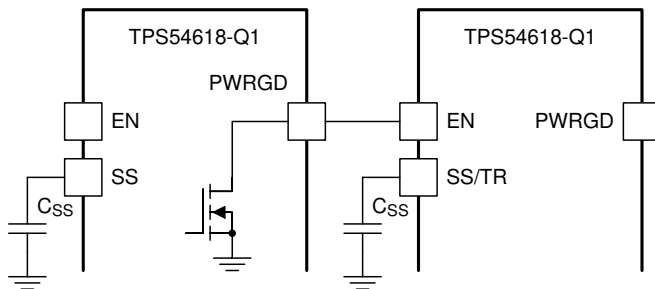 TPS54618-Q1
TPS54618-Q1
PWRGD
EN
EN
PWRGD
SS
SS/TR
CSS
CSS